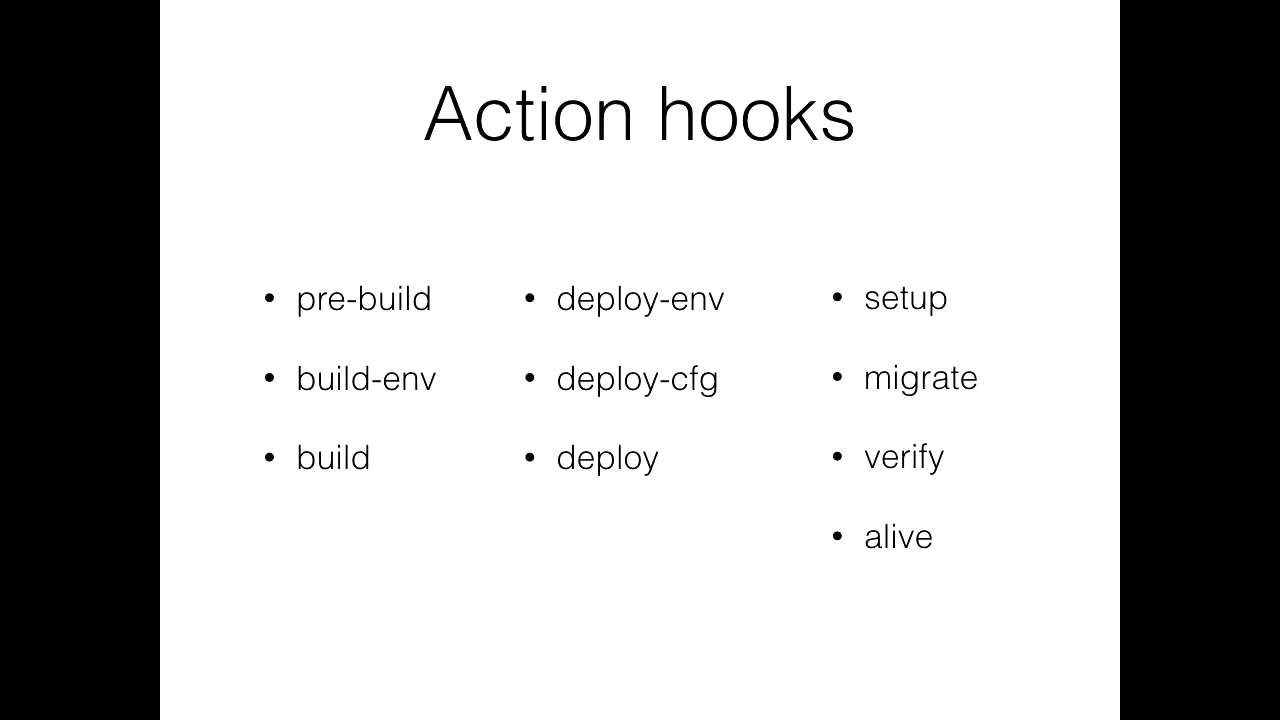 Action hooks
• pre-build
• build-env
• build
• deploy-env
• deploy-cfg
• deploy
• setup
• migrate
• verify
• alive